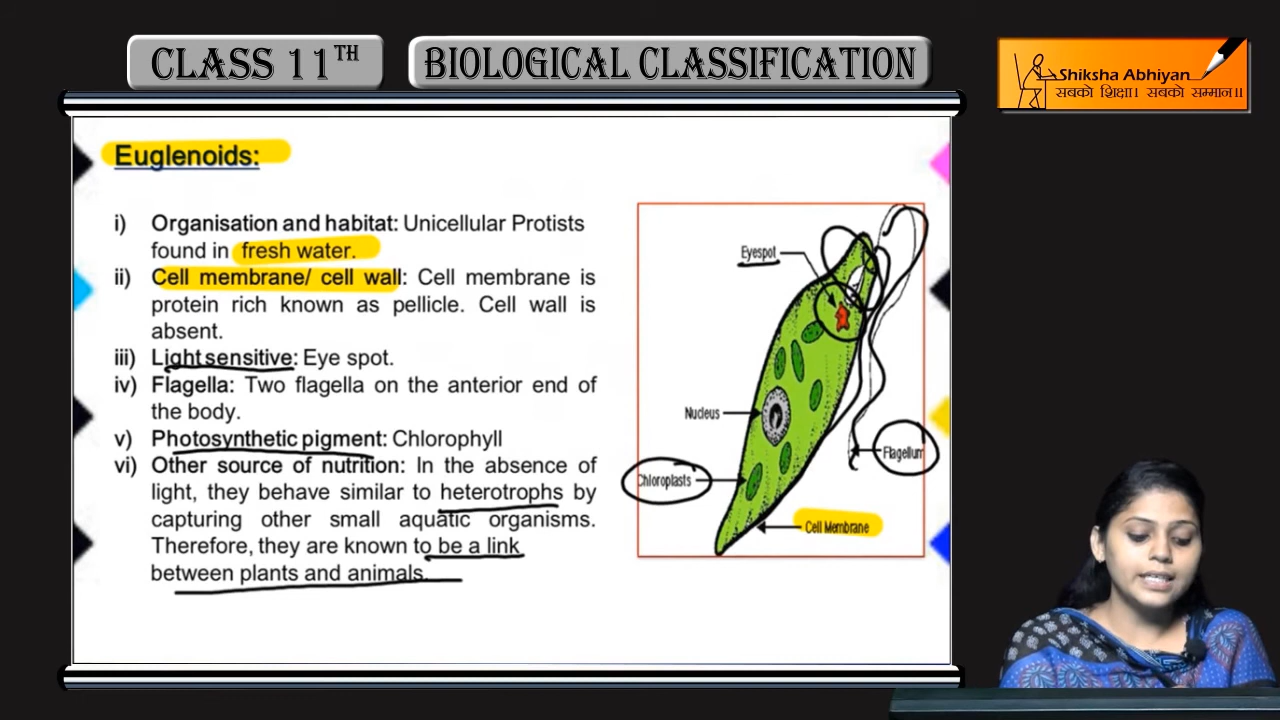 CLASS 11TH
BIOLOGICAL CLASSIFICATION
Shiksha Abhiyan
सबको शिक्षा। सबको सम्मान।।
Euglenoids:
i) Organisation and habitat: Unicellular Protists
found in fresh water.
ii) Cell membrane/ cell wall: Cell membrane is
protein rich known as pellicle. Cell wall is
absent.
iii) Light sensitive: Eye spot.
iv) Flagella: Two flagella on the anterior end of
the body.
v) Photosynthetic pigment: Chlorophyll
vi) Other source of nutrition: In the absence of
light, they behave similar to heterotrophs by
capturing other small aquatic organisms.
Therefore, they are known to be a link
between plants and animals.
Eyespot
Nucleus
Flagellum
Chloroplasts
Cell Membrane